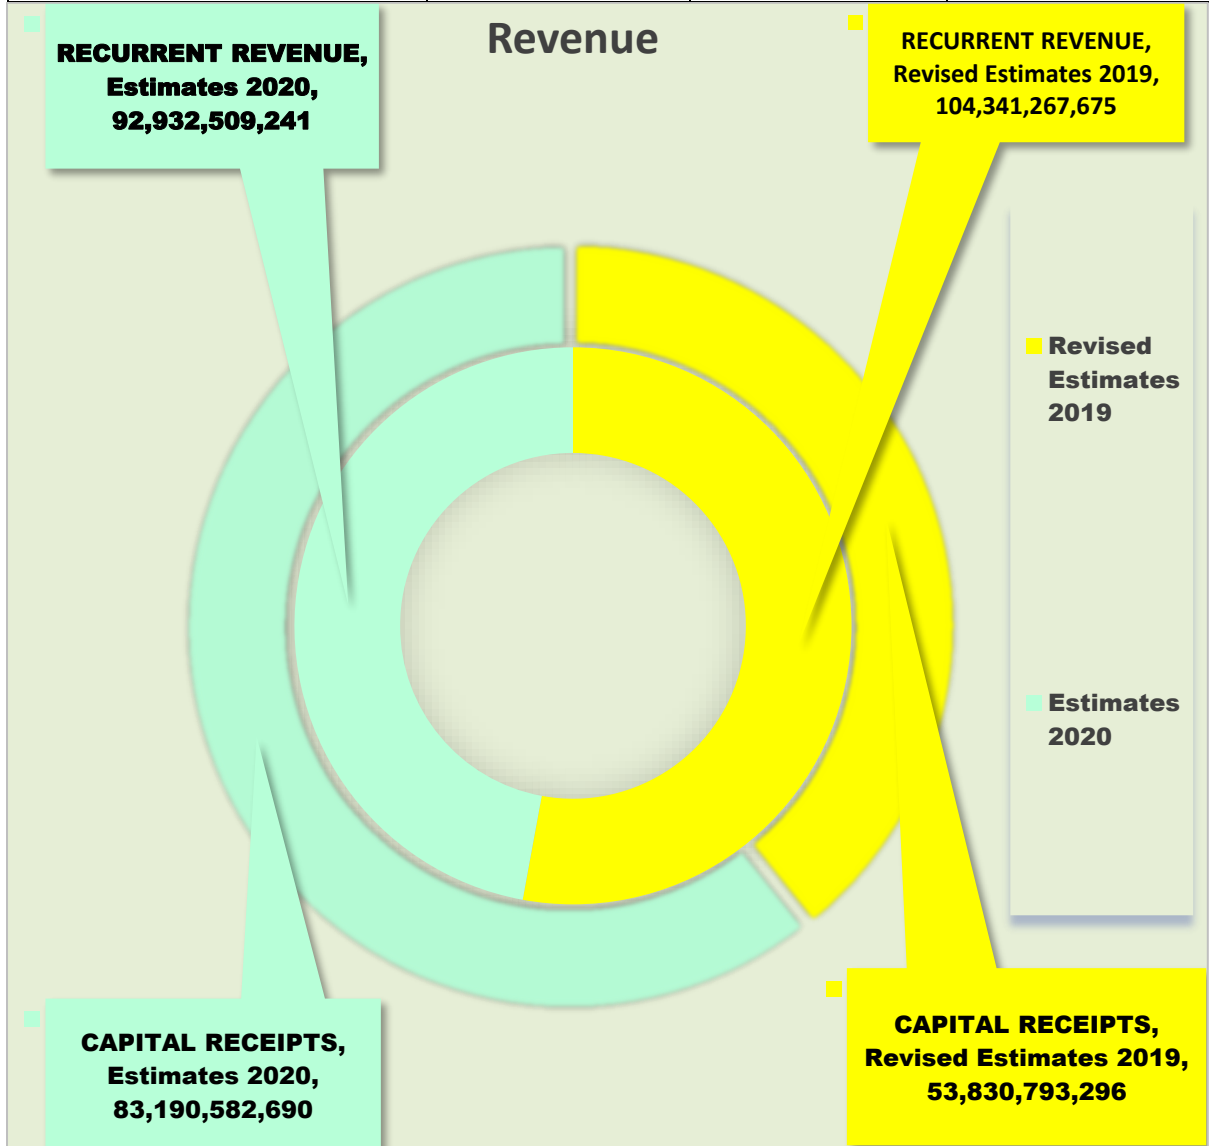 Revenue
RECURRENT REVENUE,
Estimates 2020,
92,932,509,241
RECURRENT REVENUE,
Revised Estimates 2019,
104,341,267,675
Revised
Estimates
2019
Estimates
2020
CAPITAL RECEIPTS,
Estimates 2020,
83,190,582,690
CAPITAL RECEIPTS,
Revised Estimates 2019,
53,830,793,296